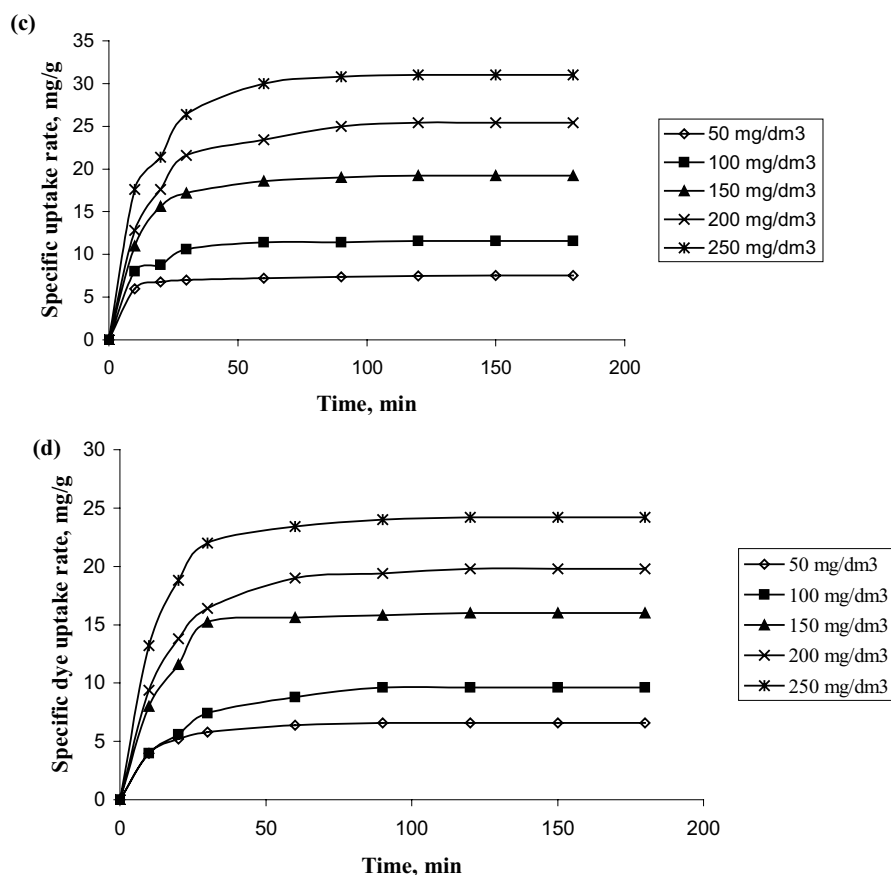 (c)
35
30
25
20
15
10
5
0
Specific uptake rate, mg/g
0 50 100 150 200
Time, min
50 mg/dm3
100 mg/dm3
150 mg/dm3
200 mg/dm3
250 mg/dm3
(d)
30
25
20
15
10
5
0
Specific dye uptake rate, mg/g
0 50 100 150 200
Time, min
50 mg/dm3
100 mg/dm3
150 mg/dm3
200 mg/dm3
250 mg/dm3